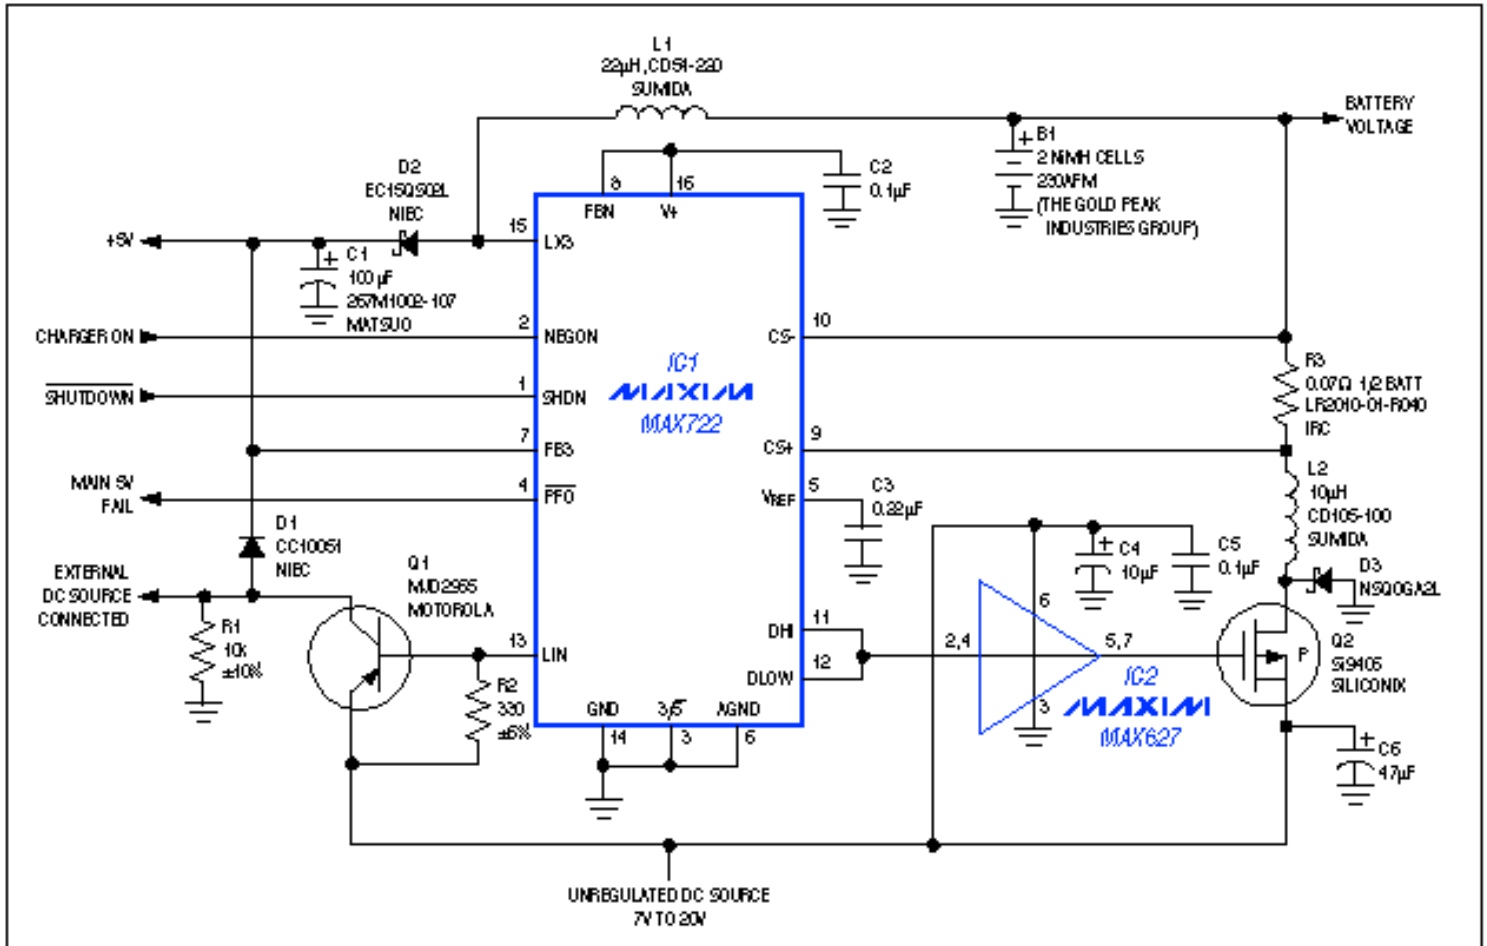 L1
22µH,CD54-220
SUMIDA
BATTERY
VOLTAGE
B1
2 NiMH CELLS
230AFM
(THE GOLD PEAK
INDUSTRIES GROUP)
D2
EC15QS02L
NIEC
C2
0.1µF
8
16
FBN
V+
+5V
15
LX3
C1
100µF
267M1002-107
MATSUO
CHARGER ON
2
NEGON
10
CS-
IC1
MAXIM
MAX722
R3
0.07Ω 1/2 BATT
LR2010-01-R040
IRC
SHUTDOWN
1
SHDN
7
FB3
9
CS+
MAIN 5V
FAIL
4
PFO
5
VREF
C3
0.22µF
L2
10µH
CD105-100
SUMIDA
D1
CC10051
NIEC
C4
10µF
C5
0.1µF
D3
NSQ0GA2L
EXTERNAL
DC SOURCE
CONNECTED
Q1
MJD2955
MOTOROLA
R1
10k
±10%
13
LIN
DHI
11
DLOW
12
2,4
6
5,7
3
IC2
MAXIM
MAX627
P
Q2
Si9405
SILICONIX
R2
330
±5%
GND
3/5
AGND
14
3
6
C6
47µF
UNREGULATED DC SOURCE
7V TO 20V